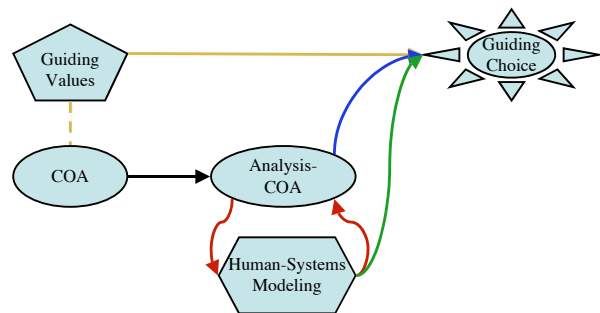 Guiding
Values
Guiding
Choice
COA
Analysis-
COA
Human-Systems
Modeling